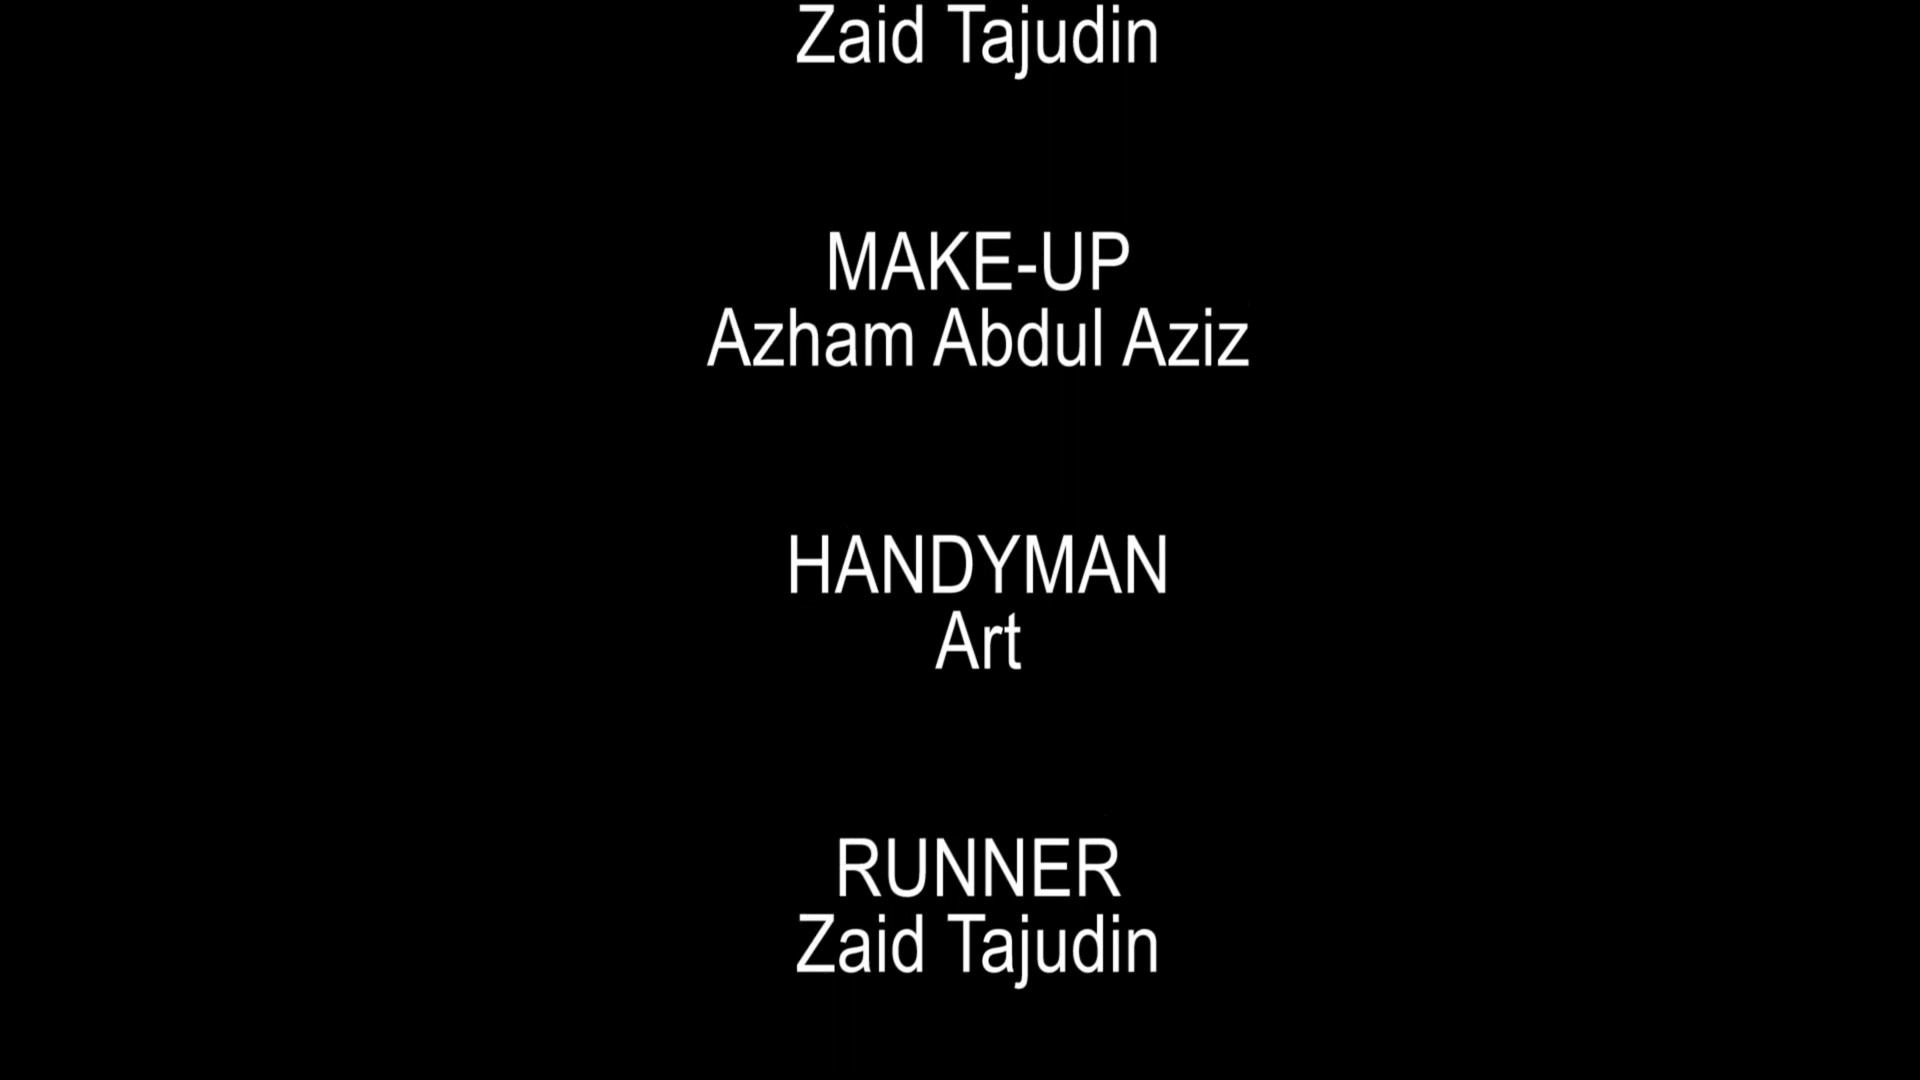 Zaid Tajudin
MAKE-UP
Azham Abdul Aziz
HANDYMAN
Art
RUNNER
Zaid Tajudin